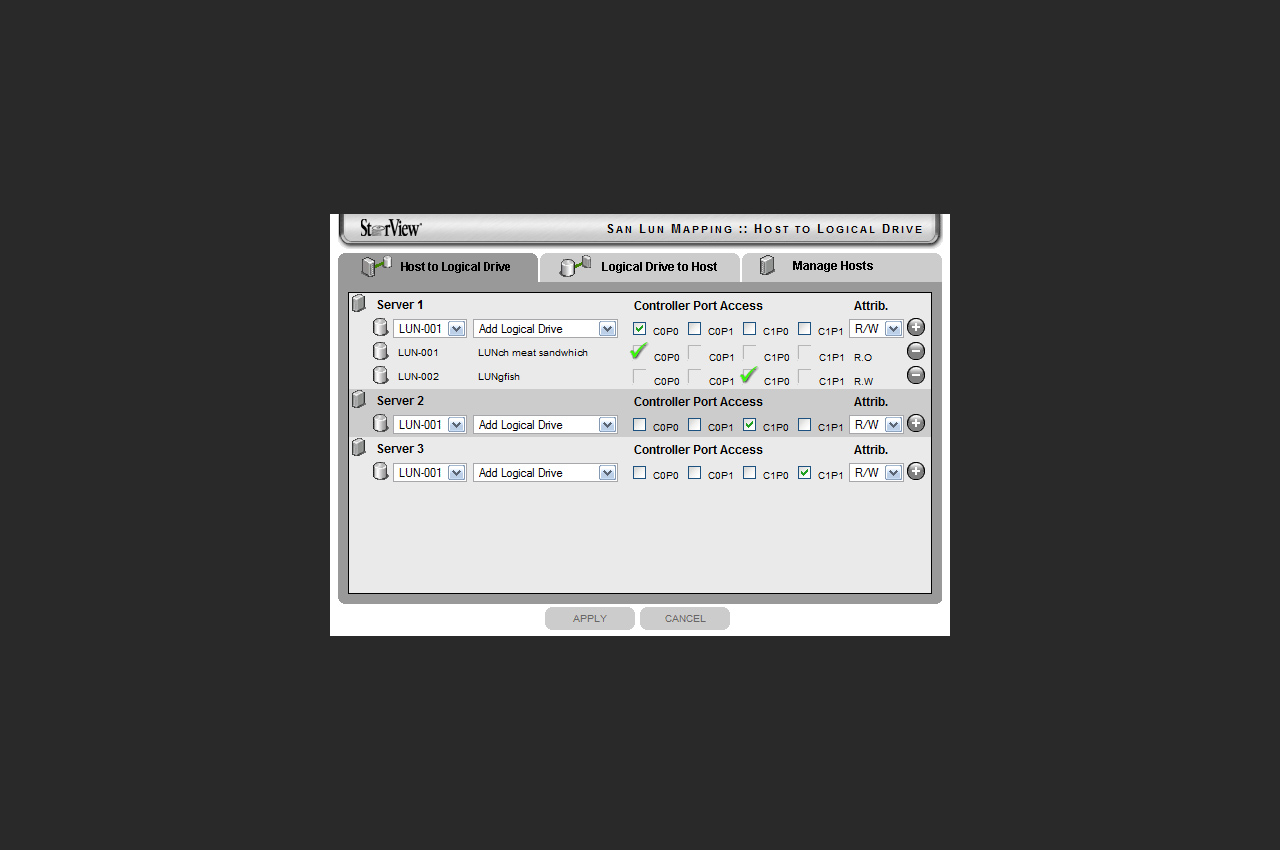 StorView San Lun Mapping :: Host to Logical Drive
Host to Logical Drive Logical Drive to Host Manage Hosts
Server 1 Controller Port Access Attrib.
LUN-001 Add Logical Drive C0P0 C0P1 C1P0 C1P1 R/W
LUN-001 LUNch meat sandwhich C0P0 C0P1 C1P0 C1P1 R.O
LUN-002 LUNgfish C0P0 C0P1 C1P0 C1P1 R.W
Server 2 Controller Port Access Attrib.
LUN-001 Add Logical Drive C0P0 C0P1 C1P0 C1P1 R/W
Server 3 Controller Port Access Attrib.
LUN-001 Add Logical Drive C0P0 C0P1 C1P0 C1P1 R/W
APPLY CANCEL